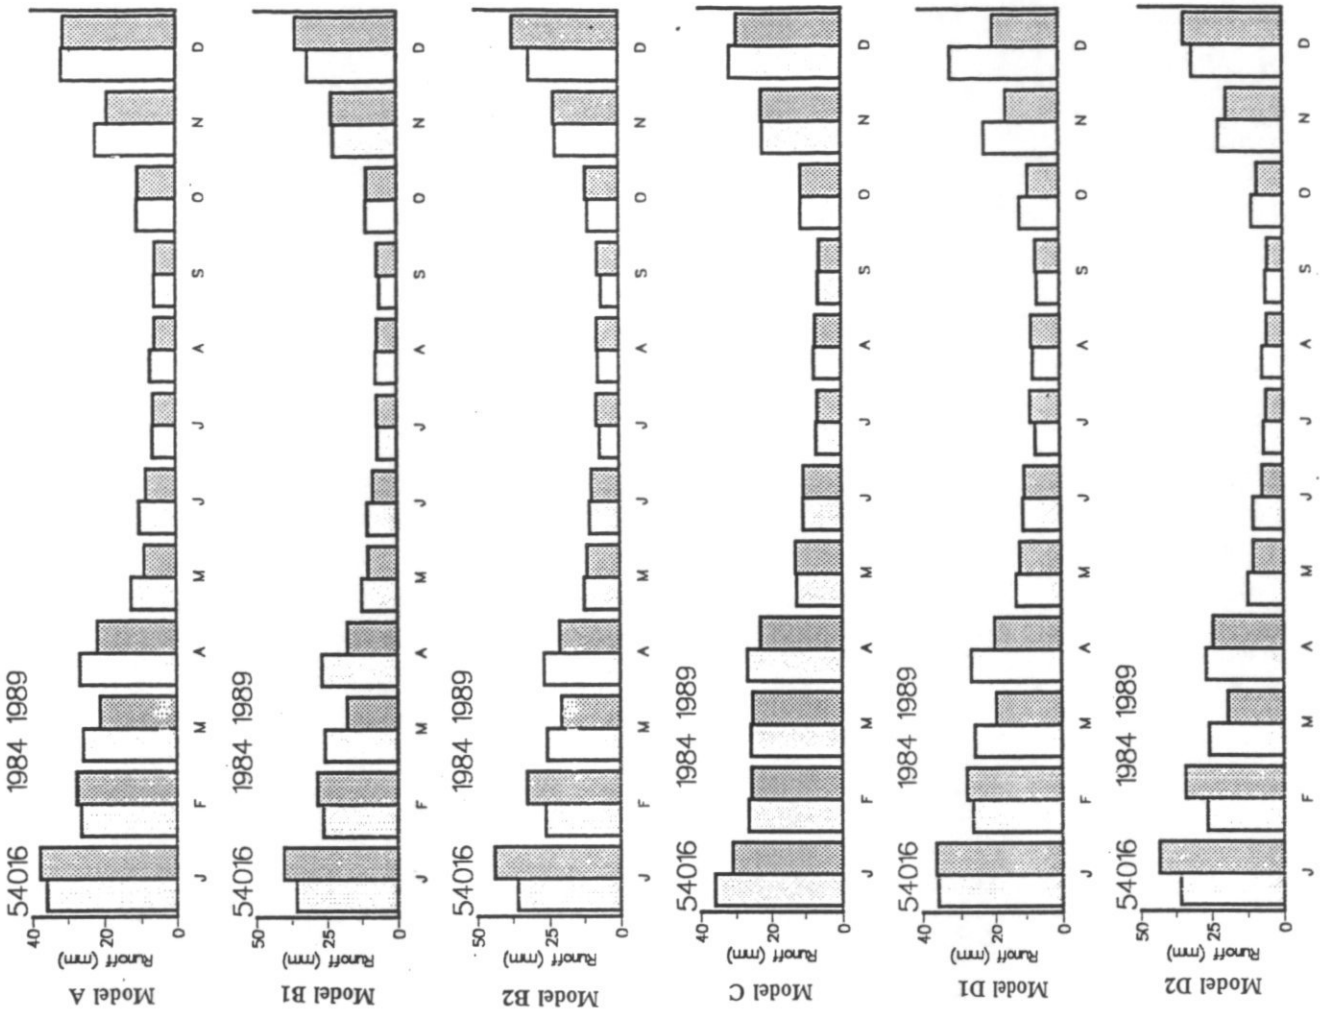 Model A
54016 1984 1989
Runoff (mm)
40
20
0
J F M A M J J A S O N D
Model B1
54016 1984 1989
Runoff (mm)
50
25
0
J F M A M J J A S O N D
Model B2
54016 1984 1989
Runoff (mm)
50
25
0
J F M A M J J A S O N D
Model C
54016 1984 1989
Runoff (mm)
40
20
0
J F M A M J J A S O N D
Model D1
54016 1984 1989
Runoff (mm)
40
20
0
J F M A M J J A S O N D
Model D2
54016 1984 1989
Runoff (mm)
50
25
0
J F M A M J J A S O N D